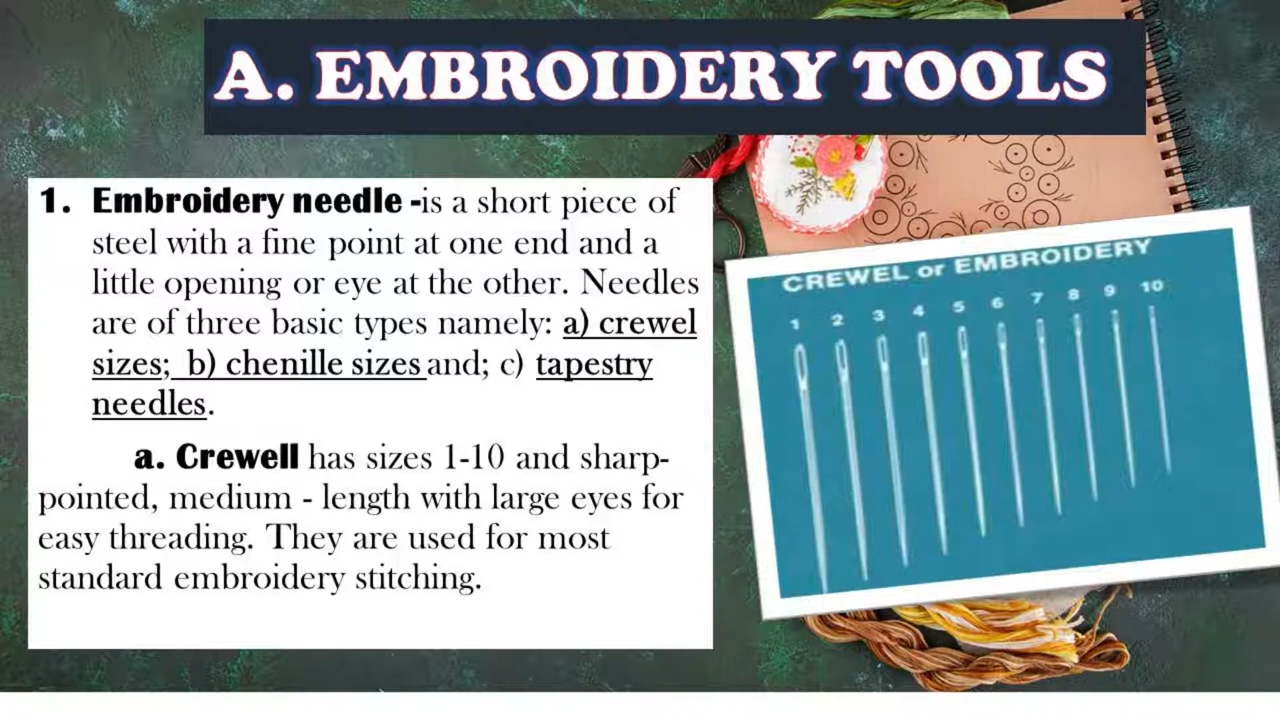 A. EMBROIDERY TOOLS
1. Embroidery needle -is a short piece of
steel with a fine point at one end and a
little opening or eye at the other. Needles
are of three basic types namely: a) crewel
sizes; b) chenille sizes and; c) tapestry
needles.
a. Crewell has sizes 1-10 and sharp-
pointed, medium - length with large eyes for
easy threading. They are used for most
standard embroidery stitching.
CREWEL or EMBROIDERY
1 2 3 4 5 6 7 8 9 10